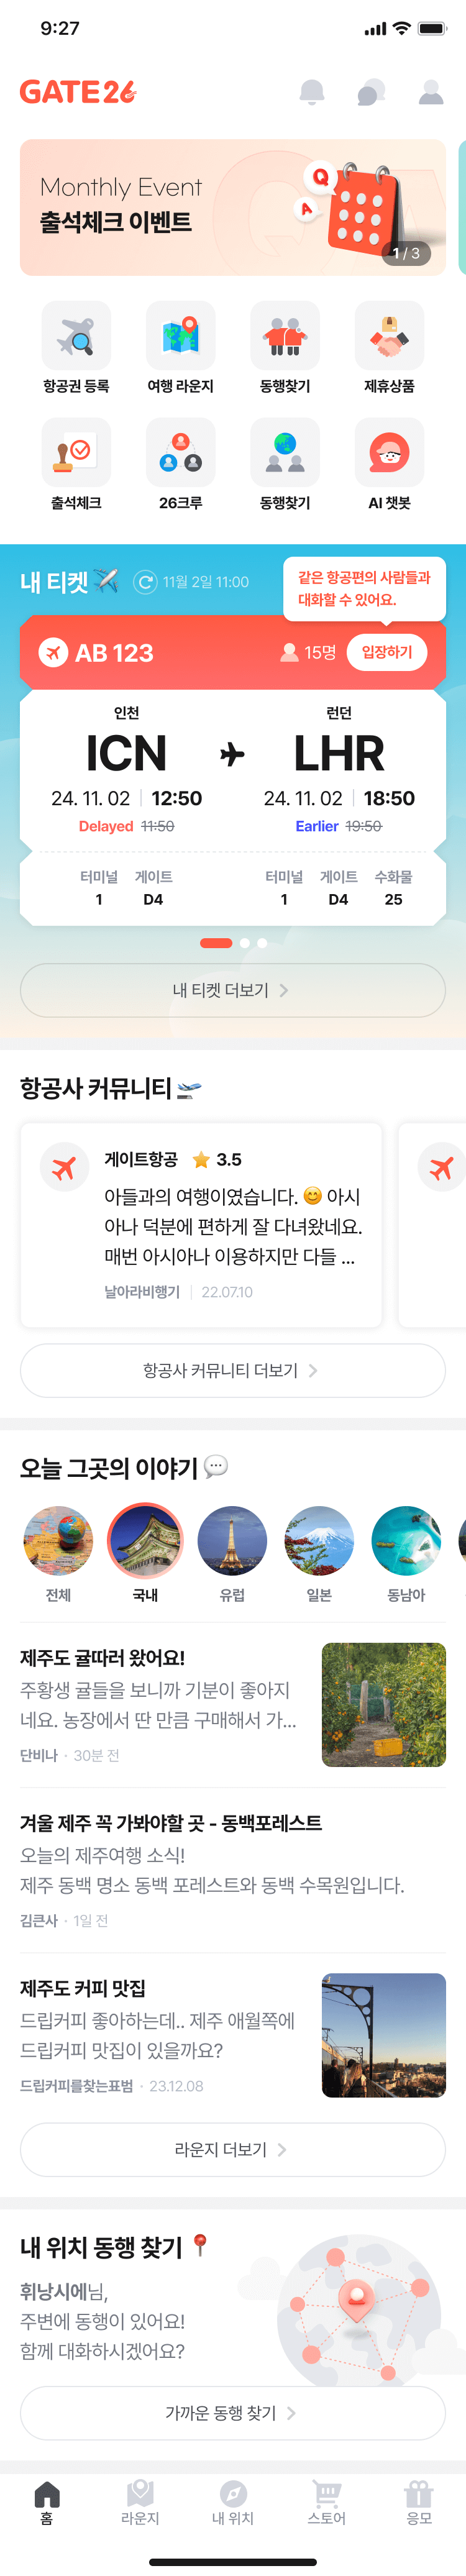 9:27
GATE26
Monthly Event
출석체크 이벤트
Q
A
1 / 3
항공권 등록
여행 라운지
동행찾기
제휴상품
출석체크
26크루
동행찾기
AI 챗봇
내 티켓
11월 2일 11:00
같은 항공편의 사람들과
대화할 수 있어요.
AB 123
15명
입장하기
인천
런던
ICN
LHR
24. 11. 02 | 12:50
24. 11. 02 | 18:50
Delayed 11:50
Earlier 19:50
터미널 게이트
터미널 게이트 수화물
1 D4
1 D4 25
내 티켓 더보기
항공사 커뮤니티
게이트항공 3.5
아들과의 여행이였습니다. 😊 아시
아나 덕분에 편하게 잘 다녀왔네요.
매번 아시아나 이용하지만 다들 ...
날아라비행기 | 22.07.10
항공사 커뮤니티 더보기
오늘 그곳의 이야기
전체
국내
유럽
일본
동남아
제주도 귤따러 왔어요!
주황생 귤들을 보니까 기분이 좋아지
네요. 농장에서 딴 만큼 구매해서 가...
단비나 · 30분 전
겨울 제주 꼭 가봐야할 곳 - 동백포레스트
오늘의 제주여행 소식!
제주 동백 명소 동백 포레스트와 동백 수목원입니다.
김큰사 · 1일 전
제주도 커피 맛집
드립커피 좋아하는데.. 제주 애월쪽에
드립커피 맛집이 있을까요?
드립커피를찾는표범 · 23.12.08
라운지 더보기
내 위치 동행 찾기
휘낭시에님,
주변에 동행이 있어요!
함께 대화하시겠어요?
가까운 동행 찾기
홈
라운지
내 위치
스토어
응모